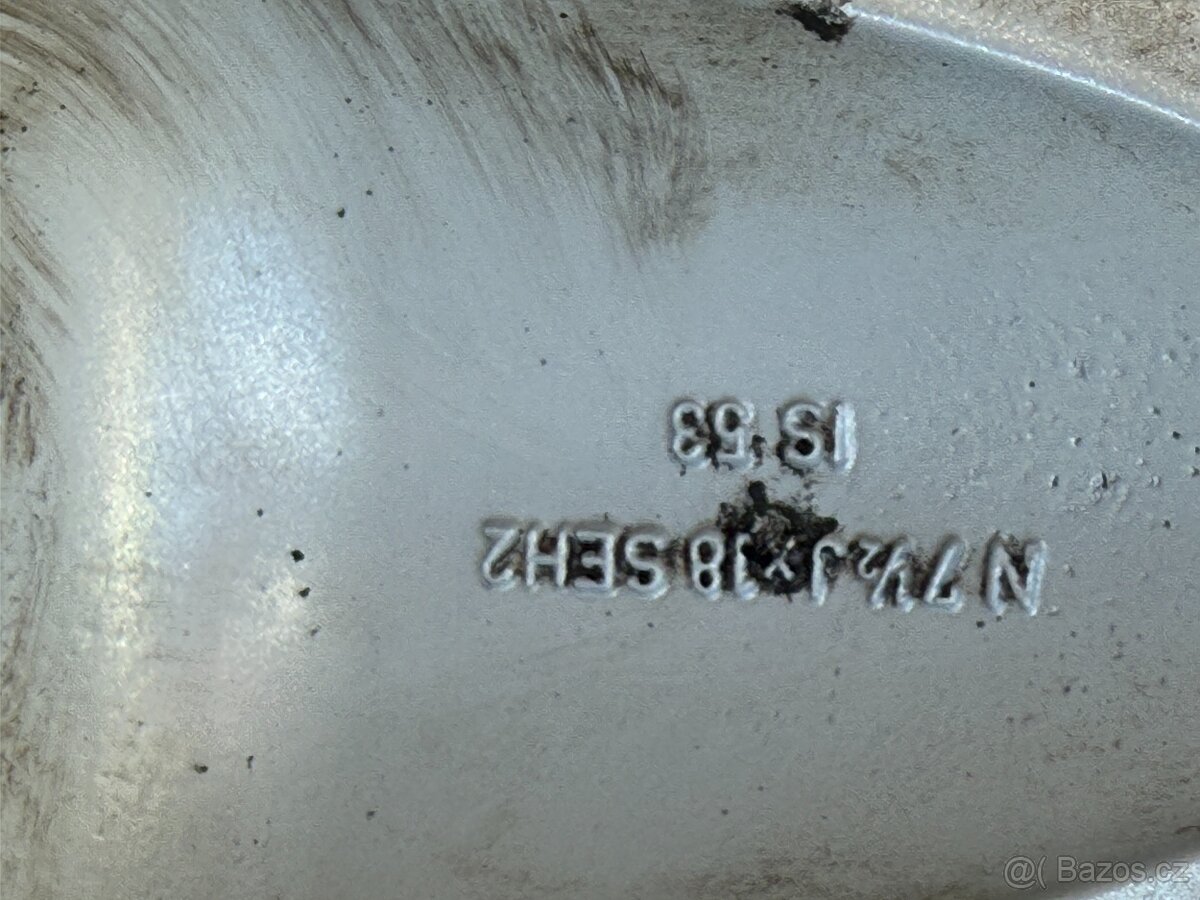 N 7½ J x 18 SEH2
IS 53
@( Bazos.cz